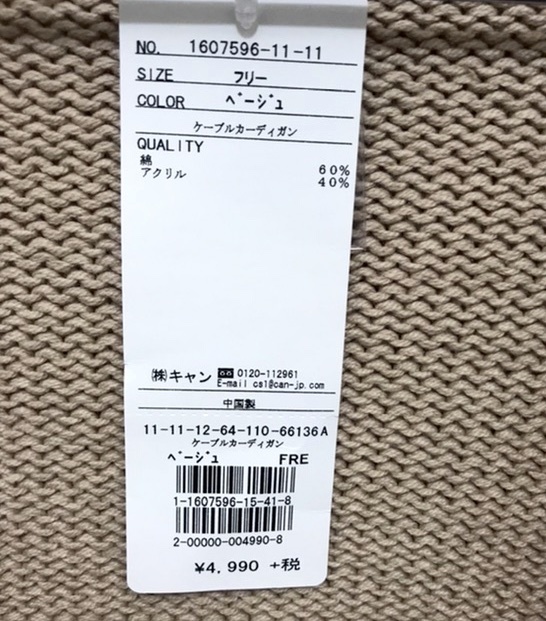 NO. 1607596-11-11
SIZE フリー
COLOR ベージュ
ケーブルカーディガン
QUALITY
綿 60%
アクリル 40%
㈱キャン 0120-112961
E-mail cs1@can-jp.com
中国製
11-11-12-64-110-66136A
ケーブルカーディガン
ベージュ FRE
1-1607596-15-41-8
2-00000-004990-8
¥4,990 +税